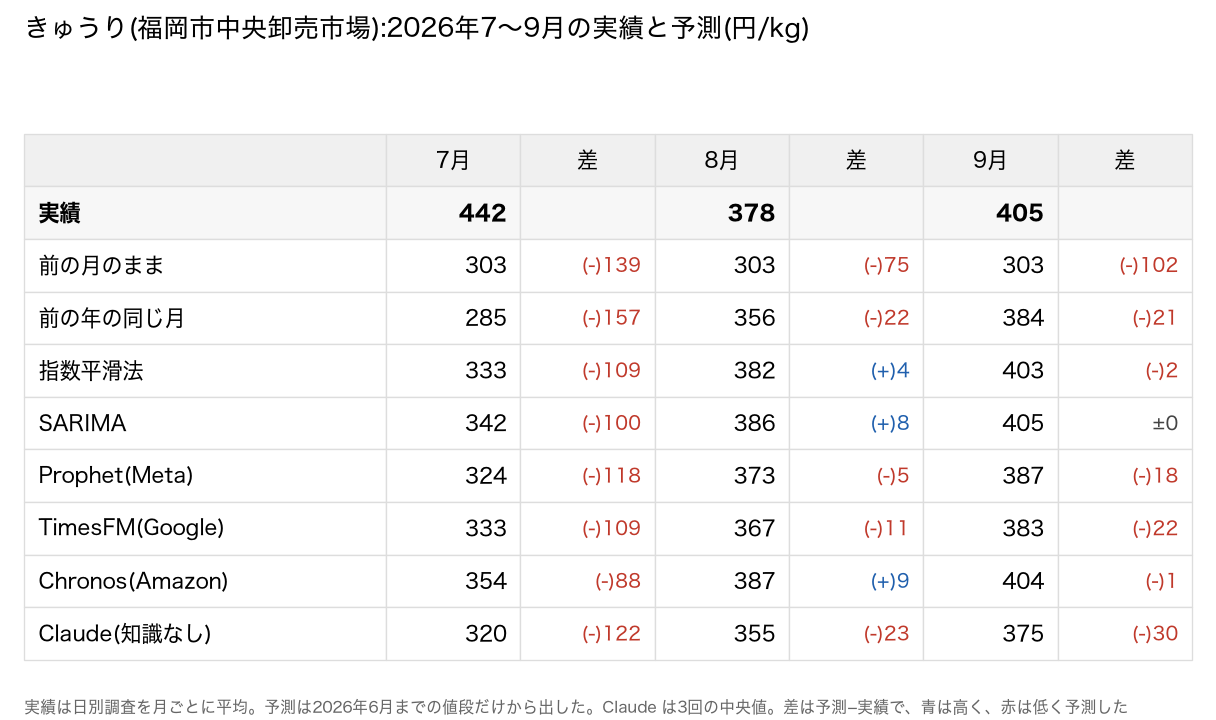 きゅうり(福岡市中央卸売市場):2026年7〜9月の実績と予測(円/kg)
7月 差 8月 差 9月 差
実績 442 378 405
前の月のまま 303 (-)139 303 (-)75 303 (-)102
前の年の同じ月 285 (-)157 356 (-)22 384 (-)21
指数平滑法 333 (-)109 382 (+)4 403 (-)2
SARIMA 342 (-)100 386 (+)8 405 ±0
Prophet(Meta) 324 (-)118 373 (-)5 387 (-)18
TimesFM(Google) 333 (-)109 367 (-)11 383 (-)22
Chronos(Amazon) 354 (-)88 387 (+)9 404 (-)1
Claude(知識なし) 320 (-)122 355 (-)23 375 (-)30
実績は日別調査を月ごとに平均。予測は2026年6月までの値段だけから出した。Claude は3回の中央値。差は予測−実績で、青は高く、赤は低く予測した